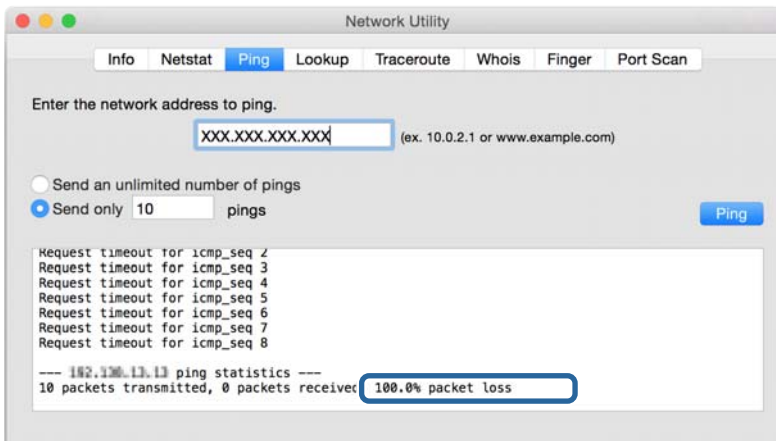 Network Utility
Info Netstat Ping Lookup Traceroute Whois Finger Port Scan
Enter the network address to ping.
XXX.XXX.XXX.XXX (ex. 10.0.2.1 or www.example.com)
Send an unlimited number of pings
Send only 10 pings
Ping
Request timeout for icmp_seq 2
Request timeout for icmp_seq 3
Request timeout for icmp_seq 4
Request timeout for icmp_seq 5
Request timeout for icmp_seq 6
Request timeout for icmp_seq 7
Request timeout for icmp_seq 8
--- ping statistics ---
10 packets transmitted, 0 packets received 100.0% packet loss